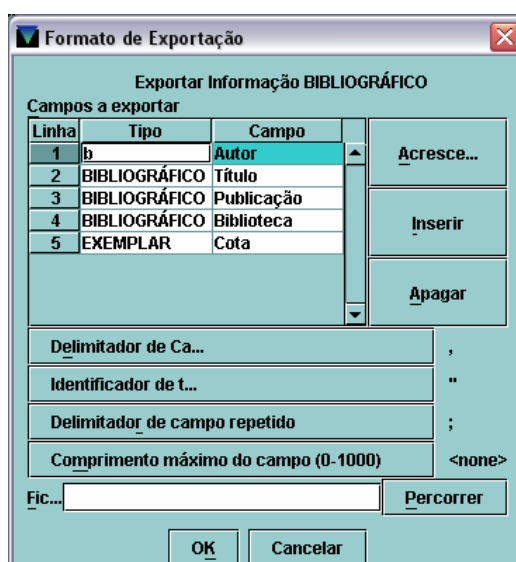 Formato de Exportação
Exportar Informação BIBLIOGRÁFICO
Campos a exportar
Linha Tipo Campo
1 b Autor
2 BIBLIOGRÁFICO Título
3 BIBLIOGRÁFICO Publicação
4 BIBLIOGRÁFICO Biblioteca
5 EXEMPLAR Cota
Acresce...
Inserir
Apagar
Delimitador de Ca... ,
Identificador de t... "
Delimitador de campo repetido ;
Comprimento máximo do campo (0-1000) <none>
Fic... Percorrer
OK Cancelar